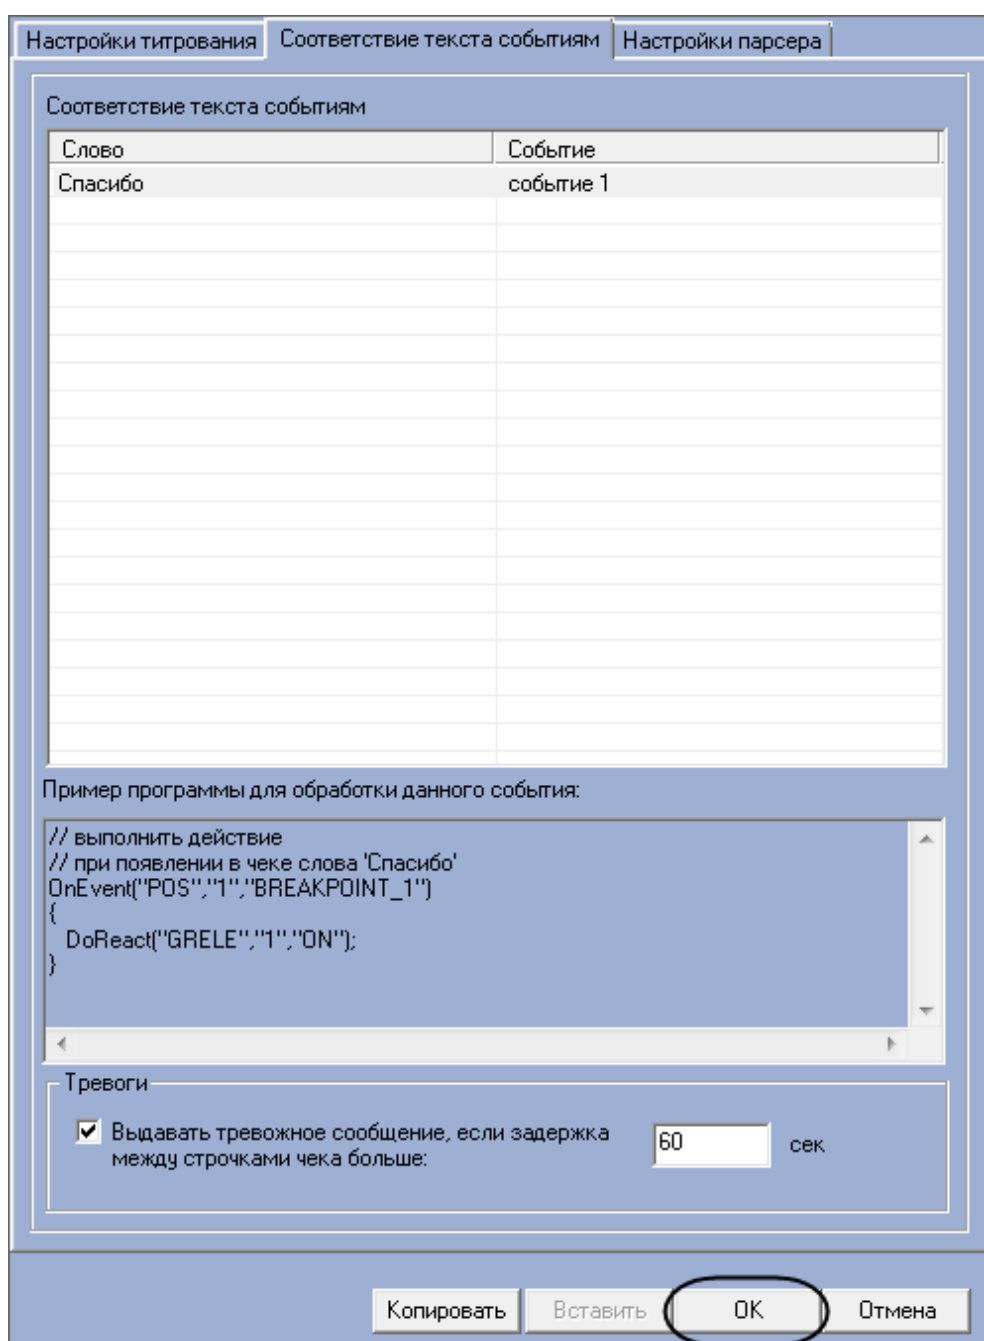 Настройки титрования Соответствие текста событиям Настройки парсера
Соответствие текста событиям
Слово Событие
Спасибо событие 1
Пример программы для обработки данного события:
// выполнить действие
// при появлении в чеке слова 'Спасибо'
OnEvent("POS","1","BREAKPOINT_1")
{
DoReact("GRELE","1","ON");
}
Тревоги
Выдавать тревожное сообщение, если задержка
между строчками чека больше:
60 сек
Копировать Вставить OK Отмена